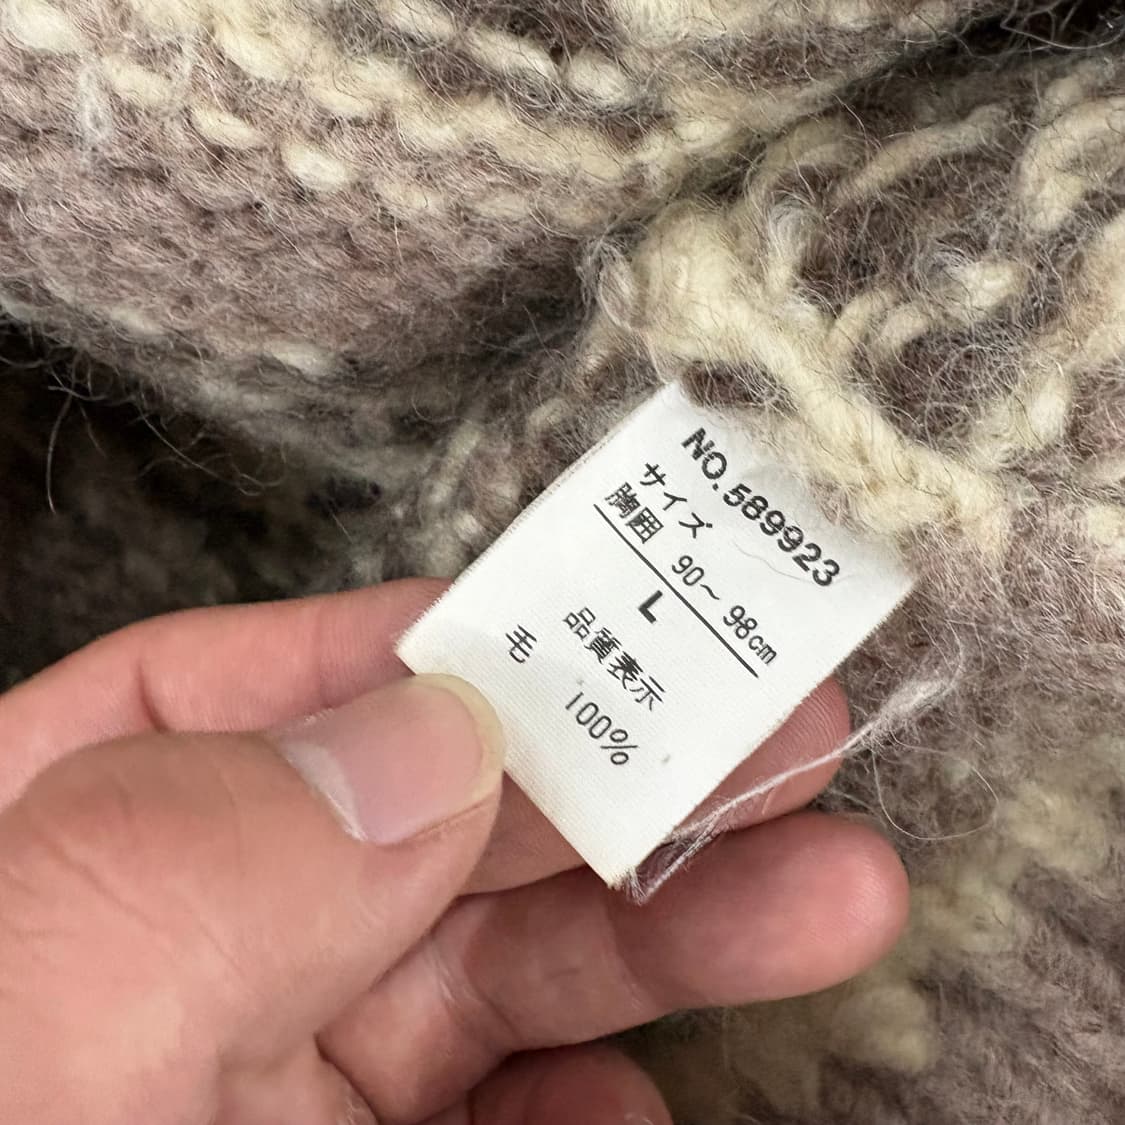 NO.589923
サイズ
胸囲 90～98cm
L
品質表示
毛 100%